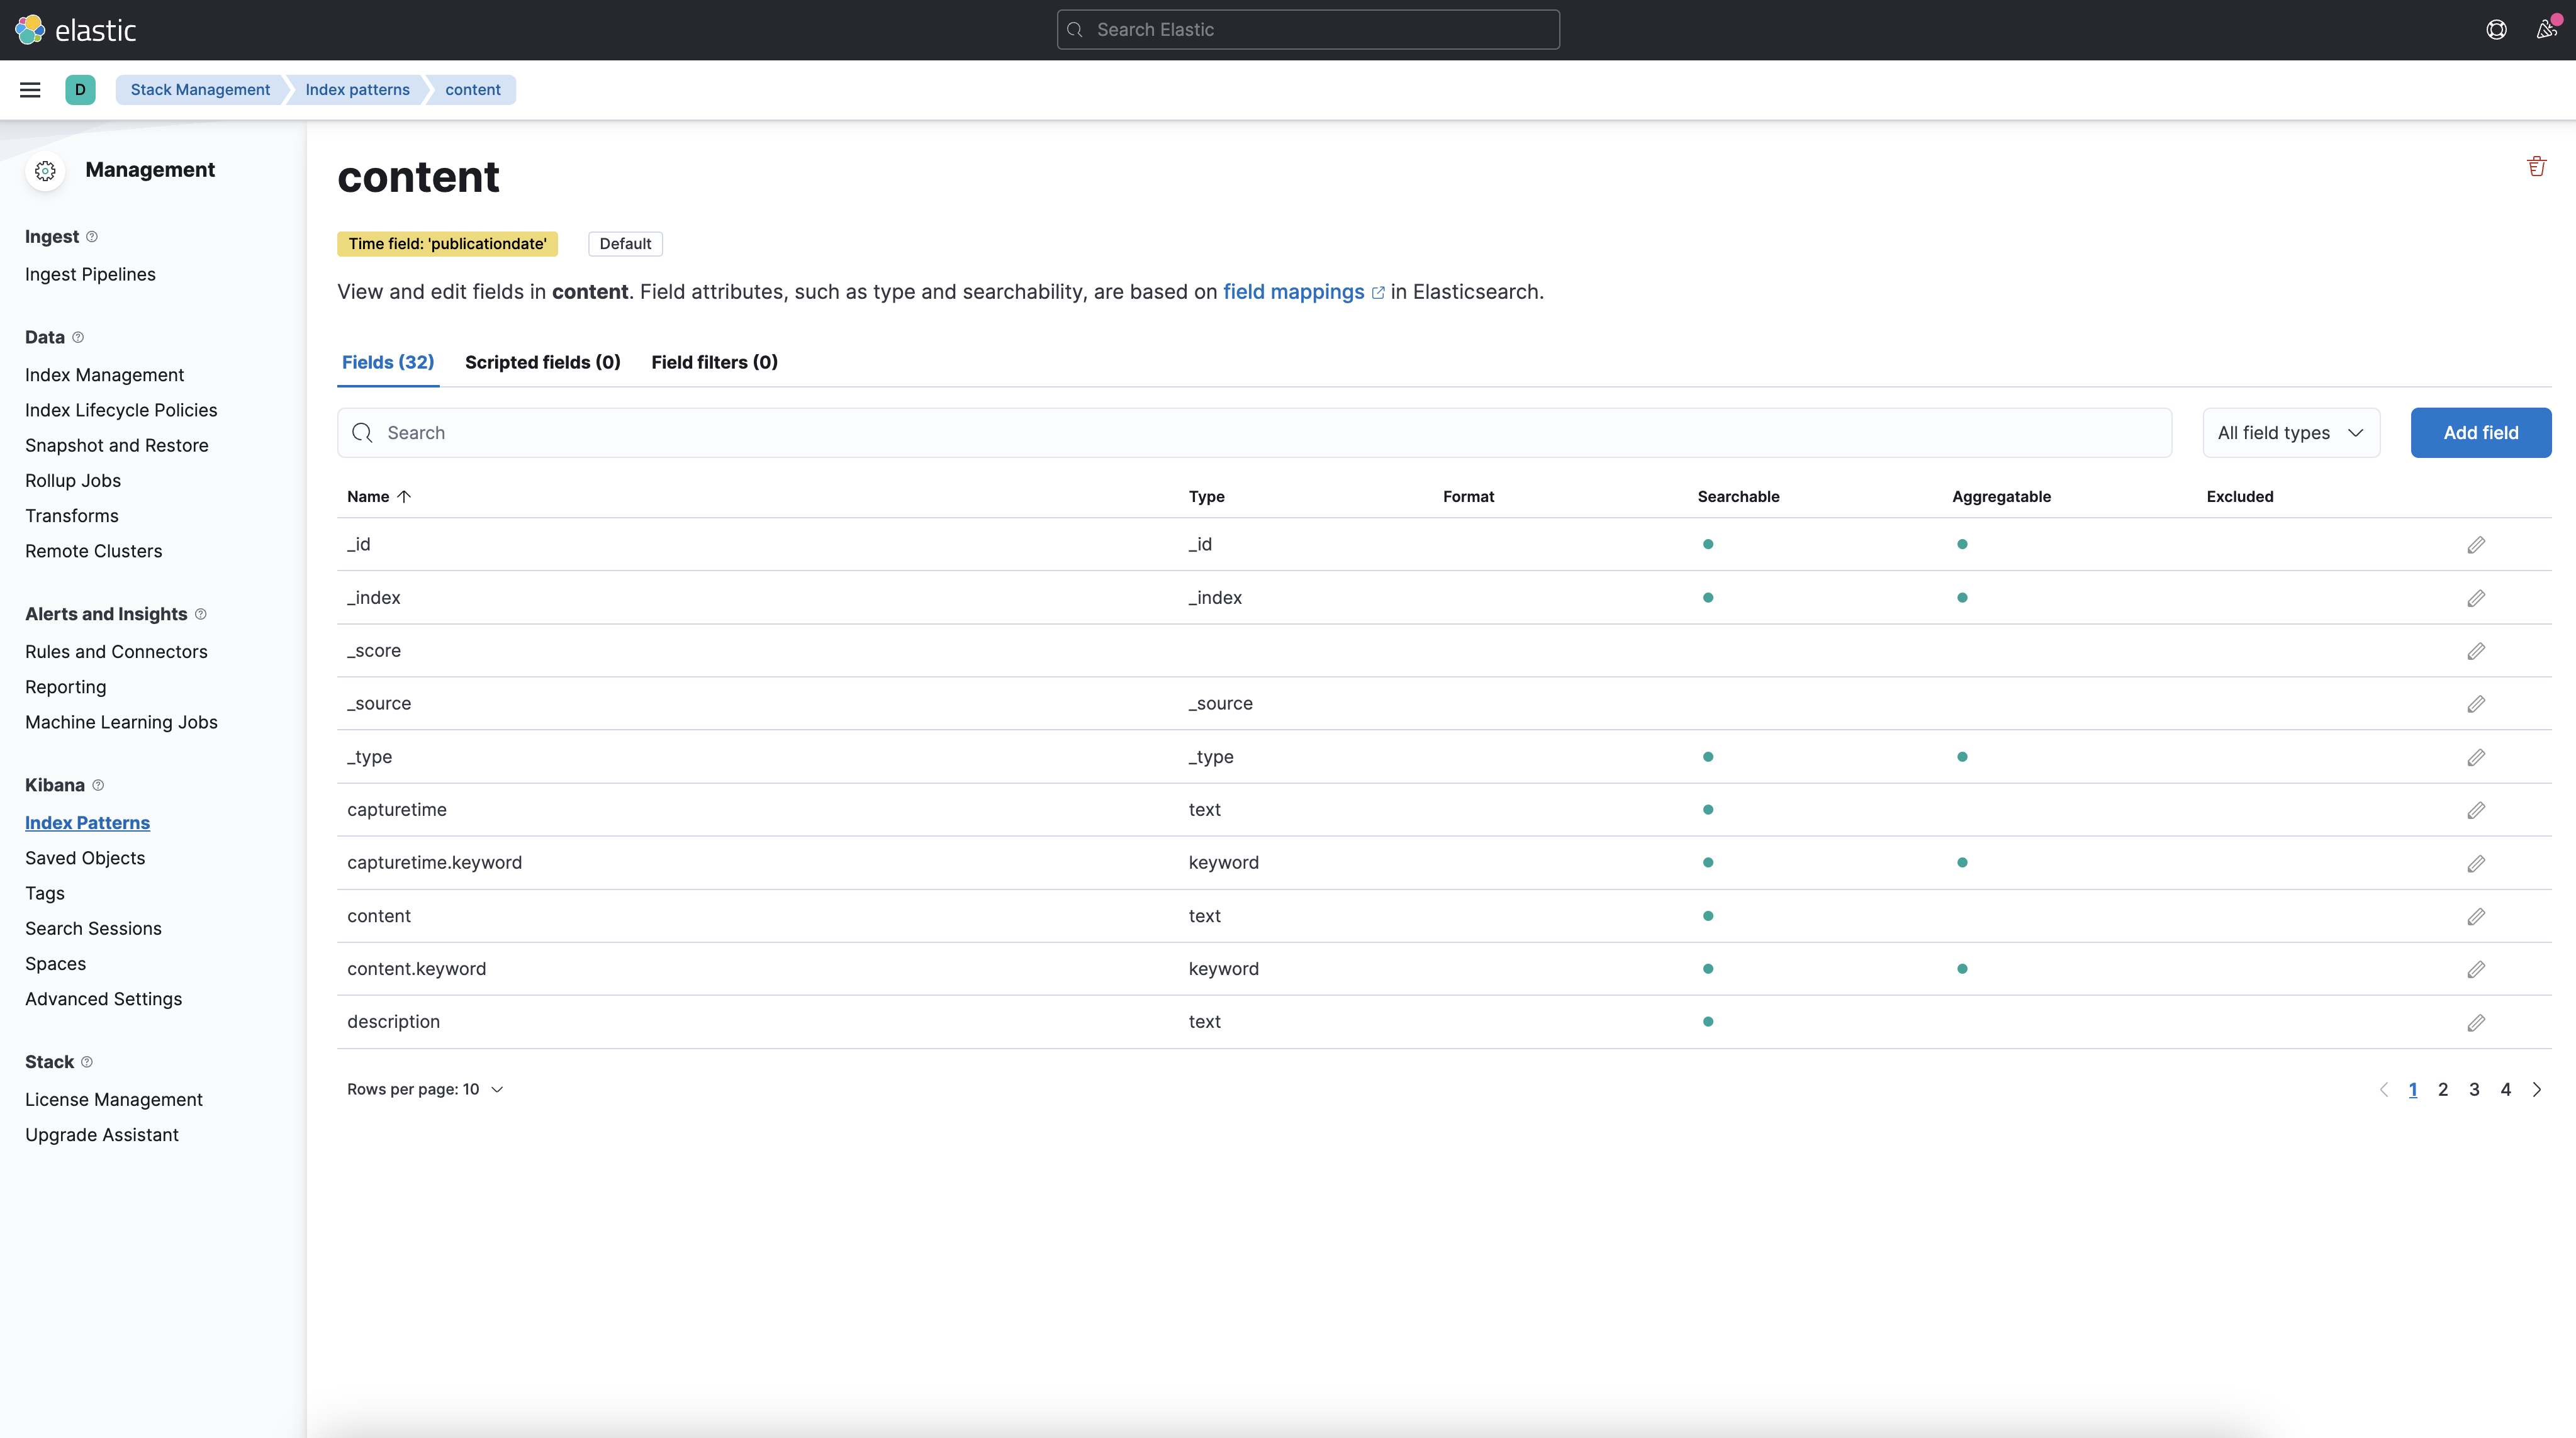 elastic
Search Elastic
D
Stack Management
Index patterns
content
Management
Ingest
Ingest Pipelines
Data
Index Management
Index Lifecycle Policies
Snapshot and Restore
Rollup Jobs
Transforms
Remote Clusters
Alerts and Insights
Rules and Connectors
Reporting
Machine Learning Jobs
Kibana
Index Patterns
Saved Objects
Tags
Search Sessions
Spaces
Advanced Settings
Stack
License Management
Upgrade Assistant
content
Time field: 'publicationdate' Default
View and edit fields in content. Field attributes, such as type and searchability, are based on field mappings in Elasticsearch.
Fields (32) Scripted fields (0) Field filters (0)
Search All field types Add field
Name Type Format Searchable Aggregatable Excluded
_id _id
_index _index
_score
_source _source
_type _type
capturetime text
capturetime.keyword keyword
content text
content.keyword keyword
description text
Rows per page: 10 1 2 3 4